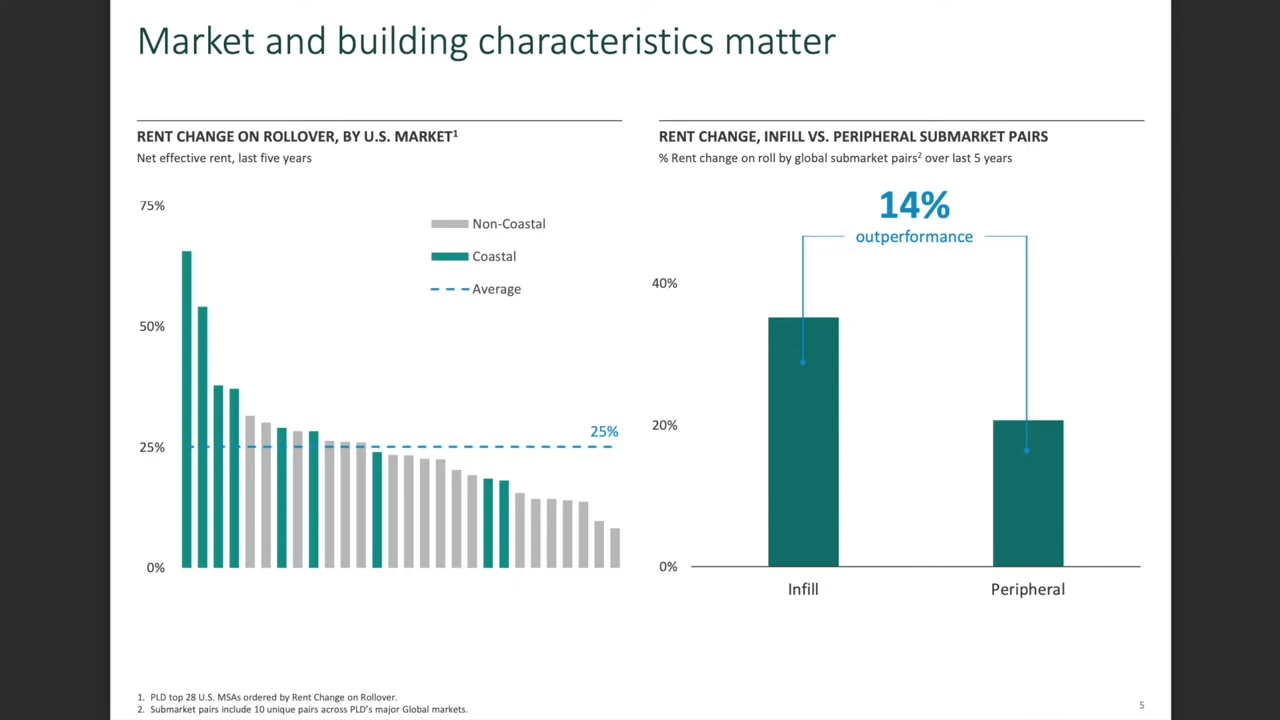 Market and building characteristics matter
RENT CHANGE ON ROLLOVER, BY U.S. MARKET¹
Net effective rent, last five years
75%
50%
25%
0%
Non-Coastal
Coastal
Average
25%
RENT CHANGE, INFILL VS. PERIPHERAL SUBMARKET PAIRS
% Rent change on roll by global submarket pairs² over last 5 years
14%
outperformance
40%
20%
0%
Infill
Peripheral
1. PLD top 28 U.S. MSAs ordered by Rent Change on Rollover.
2. Submarket pairs include 10 unique pairs across PLD's major Global markets.
5